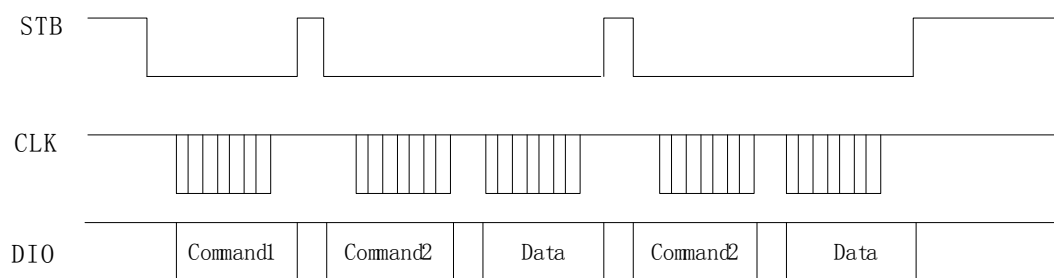 STB
CLK
DIO
Command1
Command2
Data
Command2
Data